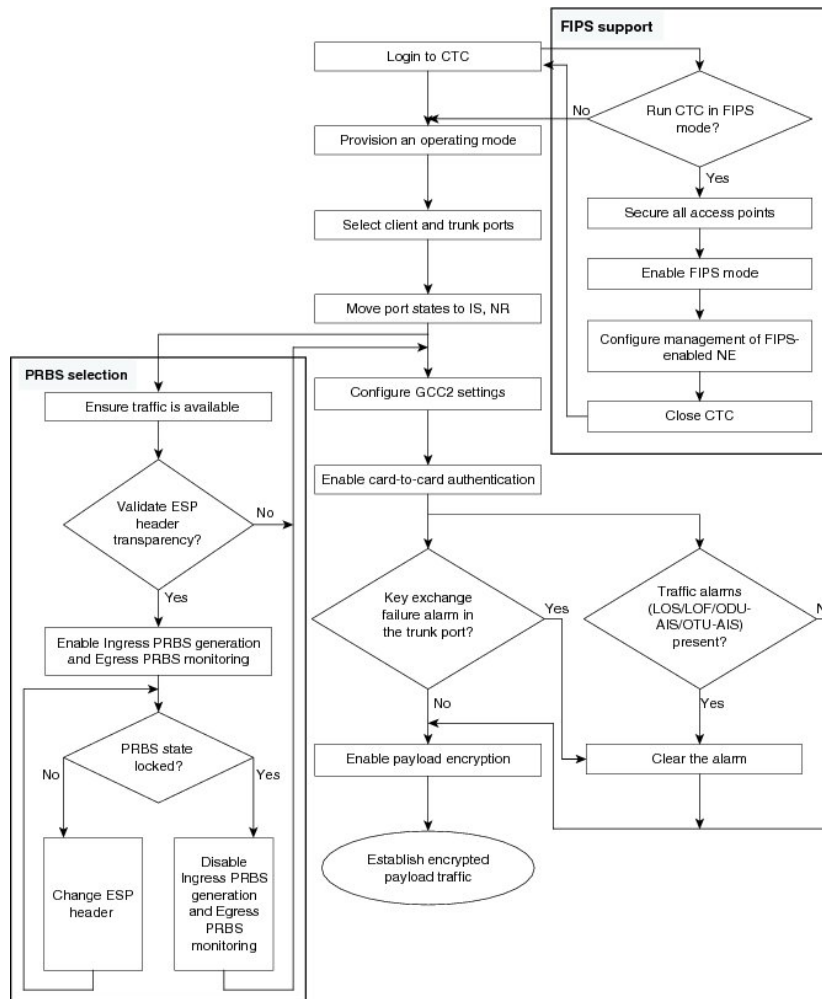 FIPS support
Login to CTC
Run CTC in FIPS
mode?
No
Yes
Provision an operating mode
Secure all access points
Select client and trunk ports
Enable FIPS mode
Move port states to IS, NR
Configure management of FIPS-
enabled NE
Close CTC
PRBS selection
Ensure traffic is available
Configure GCC2 settings
Enable card-to-card authentication
Validate ESP
header
transparency?
No
Yes
Key exchange
failure alarm in
the trunk port?
Yes
No
Traffic alarms
(LOS/LOF/ODU-
AIS/OTU-AIS)
present?
Yes
Enable Ingress PRBS generation
and Egress PRBS monitoring
PRBS state
locked?
No
Yes
Enable payload encryption
Clear the alarm
Change ESP
header
Disable
Ingress PRBS
generation
and Egress
PRBS
monitoring
Establish encrypted
payload traffic